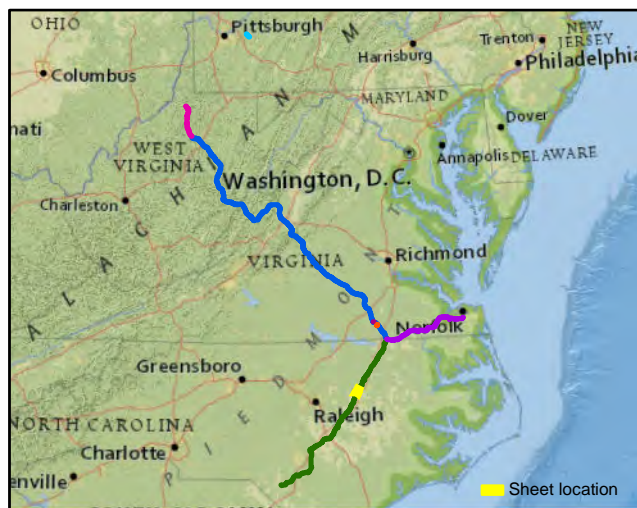 OHIO
Pittsburgh
Harrisburg
Trenton
NEW
JERSEY
Philadelphia
Columbus
MARYLAND
Dover
nati
WEST
VIRGINIA
Annapolis
DELAWARE
Washington, D.C.
Charleston
A L A C H I A N M
Richmond
VIRGINIA
Norfolk
Greensboro
P I E D M O N T
Raleigh
NORTH CAROLINA
Charlotte
enville
Sheet location